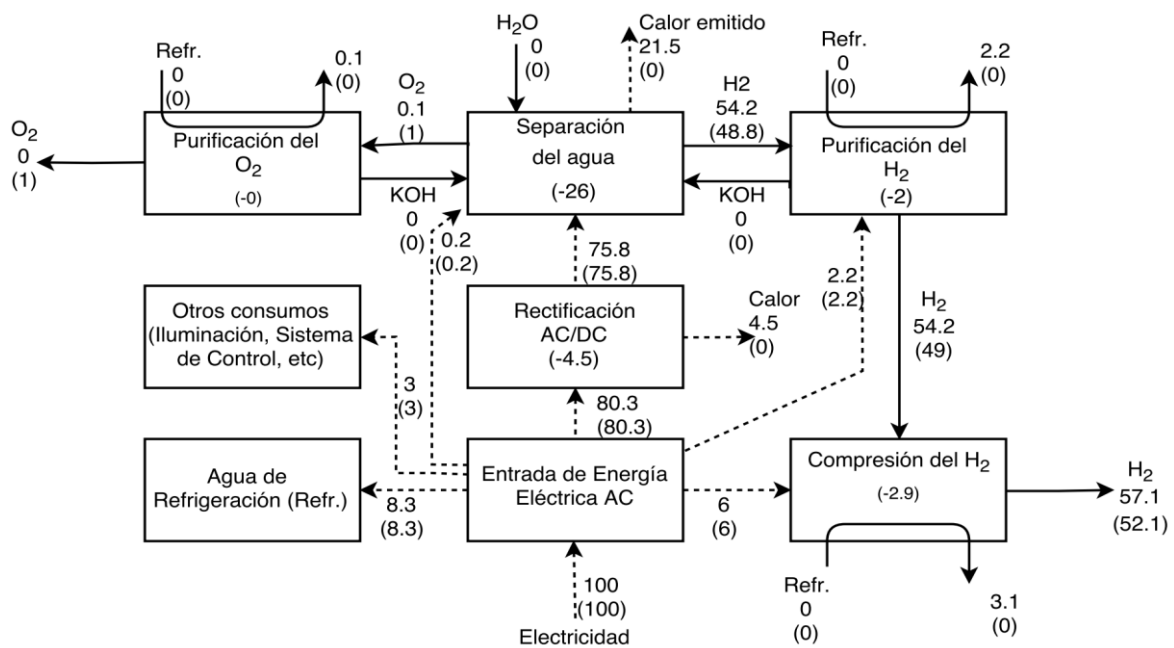 H2O
0
(0)
Calor emitido
21.5
(0)
Refr.
0
(0)
0.1
(0)
Refr.
0
(0)
2.2
(0)
O2
0
(1)
Purificación del
O2
(-0)
O2
0.1
(1)
KOH
0
(0)
Separación
del agua
(-26)
H2
54.2
(48.8)
KOH
0
(0)
Purificación del
H2
(-2)
0.2
(0.2)
75.8
(75.8)
2.2
(2.2)
H2
54.2
(49)
Otros consumos
(Iluminación, Sistema
de Control, etc)
Rectificación
AC/DC
(-4.5)
Calor
4.5
(0)
3
(3)
80.3
(80.3)
Agua de
Refrigeración (Refr.)
8.3
(8.3)
Entrada de Energía
Eléctrica AC
6
(6)
Compresión del H2
(-2.9)
H2
57.1
(52.1)
100
(100)
Electricidad
Refr.
0
(0)
3.1
(0)